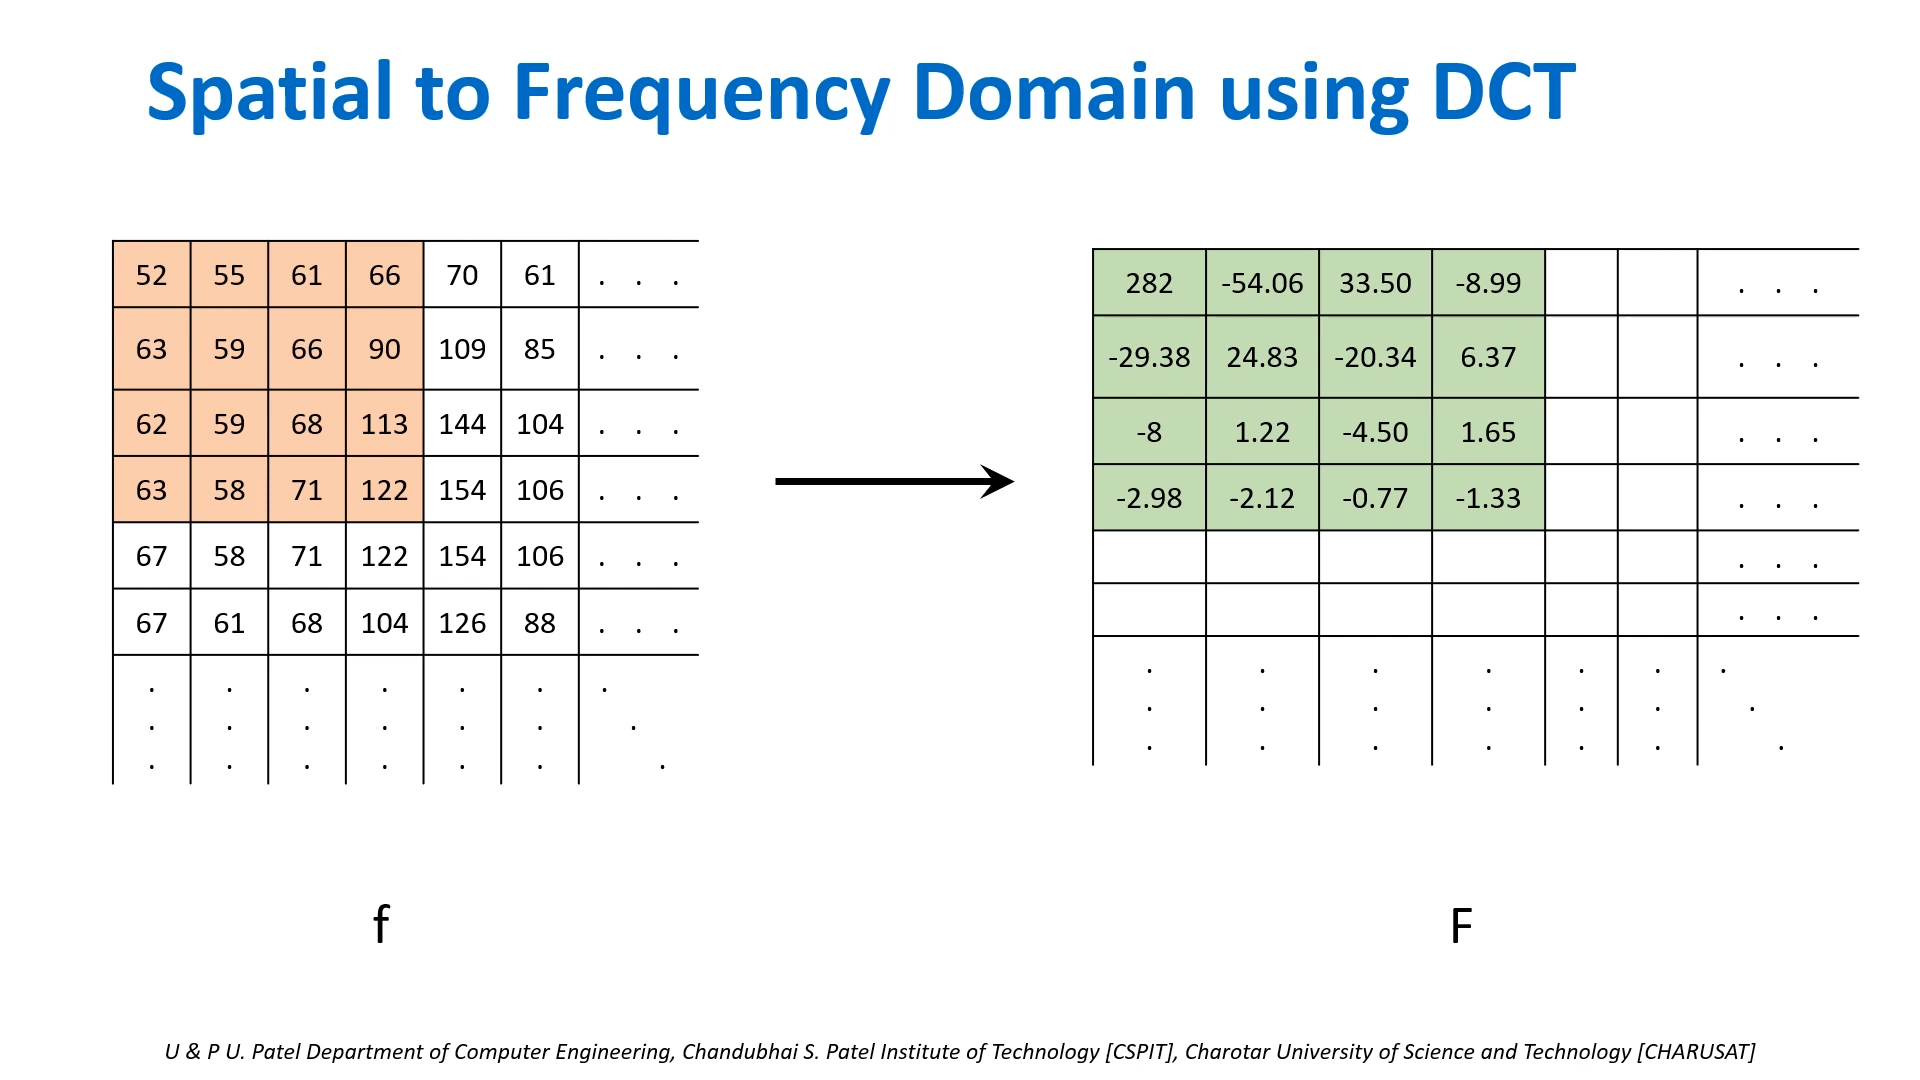 Spatial to Frequency Domain using DCT
52 55 61 66 70 61 . . .
63 59 66 90 109 85 . . .
62 59 68 113 144 104 . . .
63 58 71 122 154 106 . . .
67 58 71 122 154 106 . . .
67 61 68 104 126 88 . . .
. . . . . . .
. . . . . . .
. . . . . . .
282 -54.06 33.50 -8.99 . . .
-29.38 24.83 -20.34 6.37 . . .
-8 1.22 -4.50 1.65 . . .
-2.98 -2.12 -0.77 -1.33 . . .
. . .
. . .
. . . . . . .
. . . . . . .
. . . . . . .
f
F
U & P U. Patel Department of Computer Engineering, Chandubhai S. Patel Institute of Technology [CSPIT], Charotar University of Science and Technology [CHARUSAT]